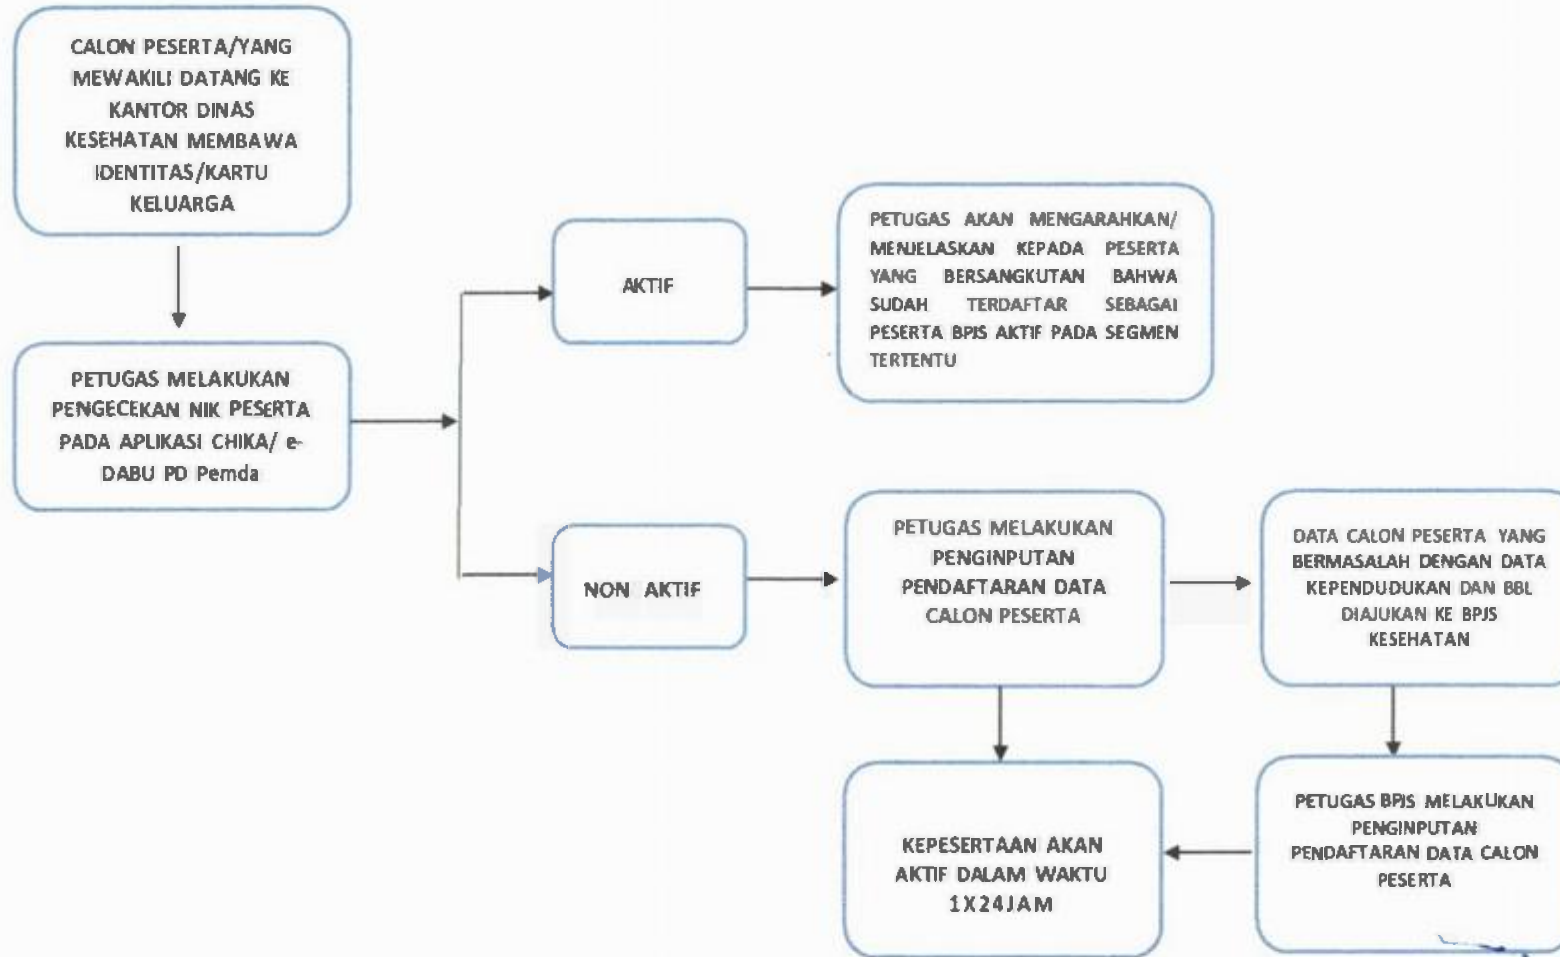 CALON PESERTA/YANG
MEWAKILI DATANG KE
KANTOR DINAS
KESEHATAN MEMBAWA
IDENTITAS/KARTU
KELUARGA
PETUGAS MELAKUKAN
PENGECEKAN NIK PESERTA
PADA APLIKASI CHIKA/ e-
DABU PD Pemda
AKTIF
PETUGAS AKAN MENGARAHKAN/
MENJELASKAN KEPADA PESERTA
YANG BERSANGKUTAN BAHWA
SUDAH TERDAFTAR SEBAGAI
PESERTA BPJS AKTIF PADA SEGMEN
TERTENTU
NON AKTIF
PETUGAS MELAKUKAN
PENGINPUTAN
PENDAFTARAN DATA
CALON PESERTA
DATA CALON PESERTA YANG
BERMASALAH DENGAN DATA
KEPENDUDUKAN DAN BBL
DIAJUKAN KE BPJS
KESEHATAN
KEPESERTAAN AKAN
AKTIF DALAM WAKTU
1X24JAM
PETUGAS BPJS MELAKUKAN
PENGINPUTAN
PENDAFTARAN DATA CALON
PESERTA